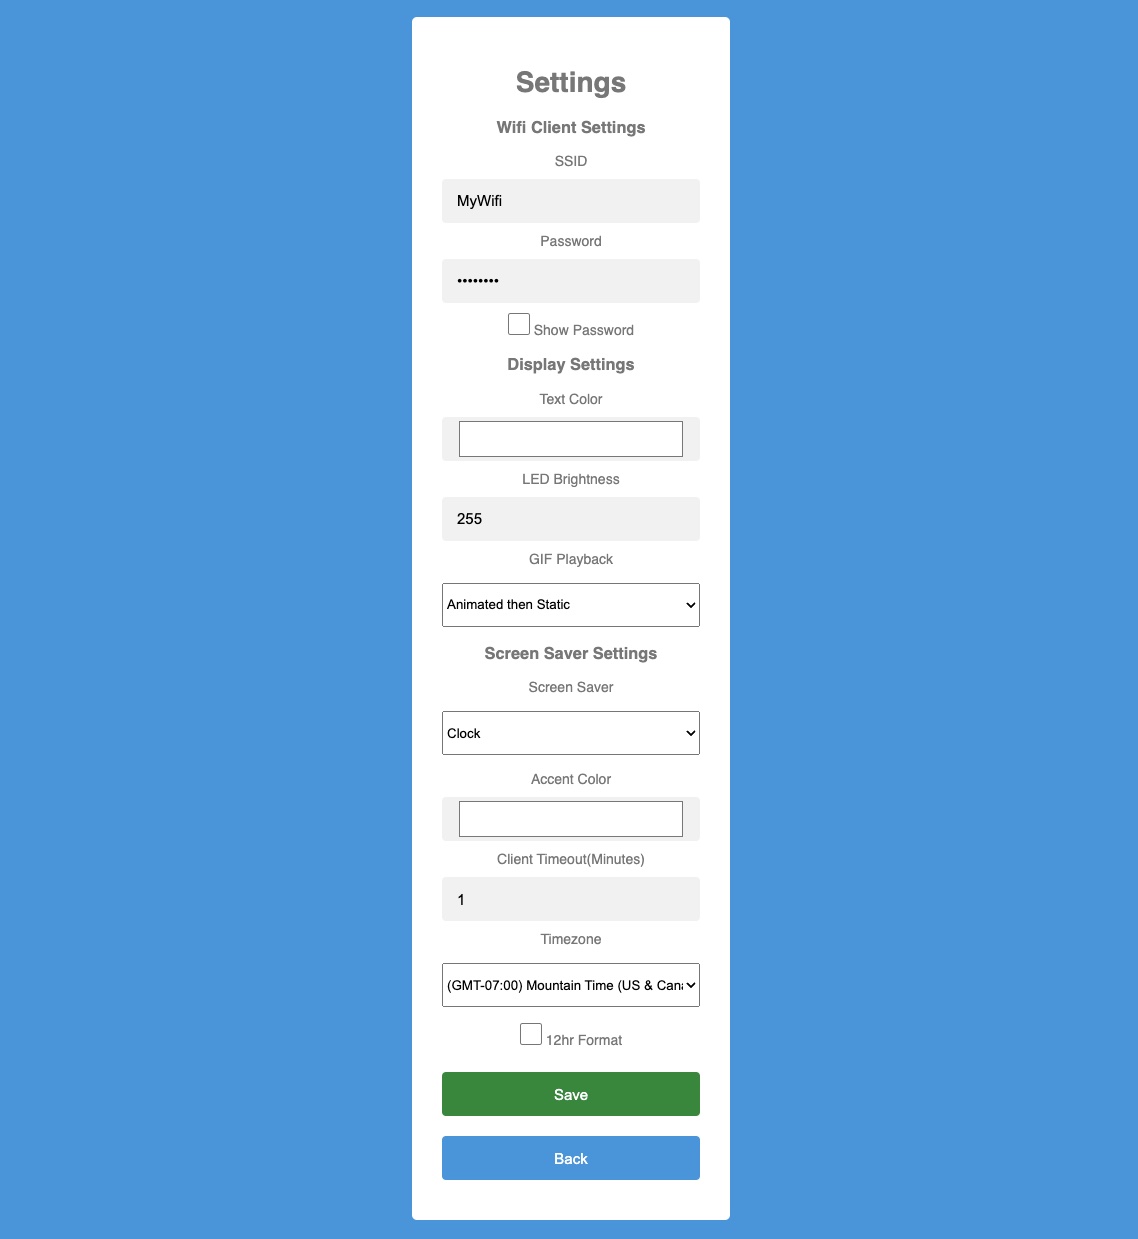 Settings
Wifi Client Settings
SSID
MyWifi
Password
••••••••
Show Password
Display Settings
Text Color
LED Brightness
255
GIF Playback
Animated then Static
Screen Saver Settings
Screen Saver
Clock
Accent Color
Client Timeout(Minutes)
1
Timezone
(GMT-07:00) Mountain Time (US & Cana
12hr Format
Save
Back